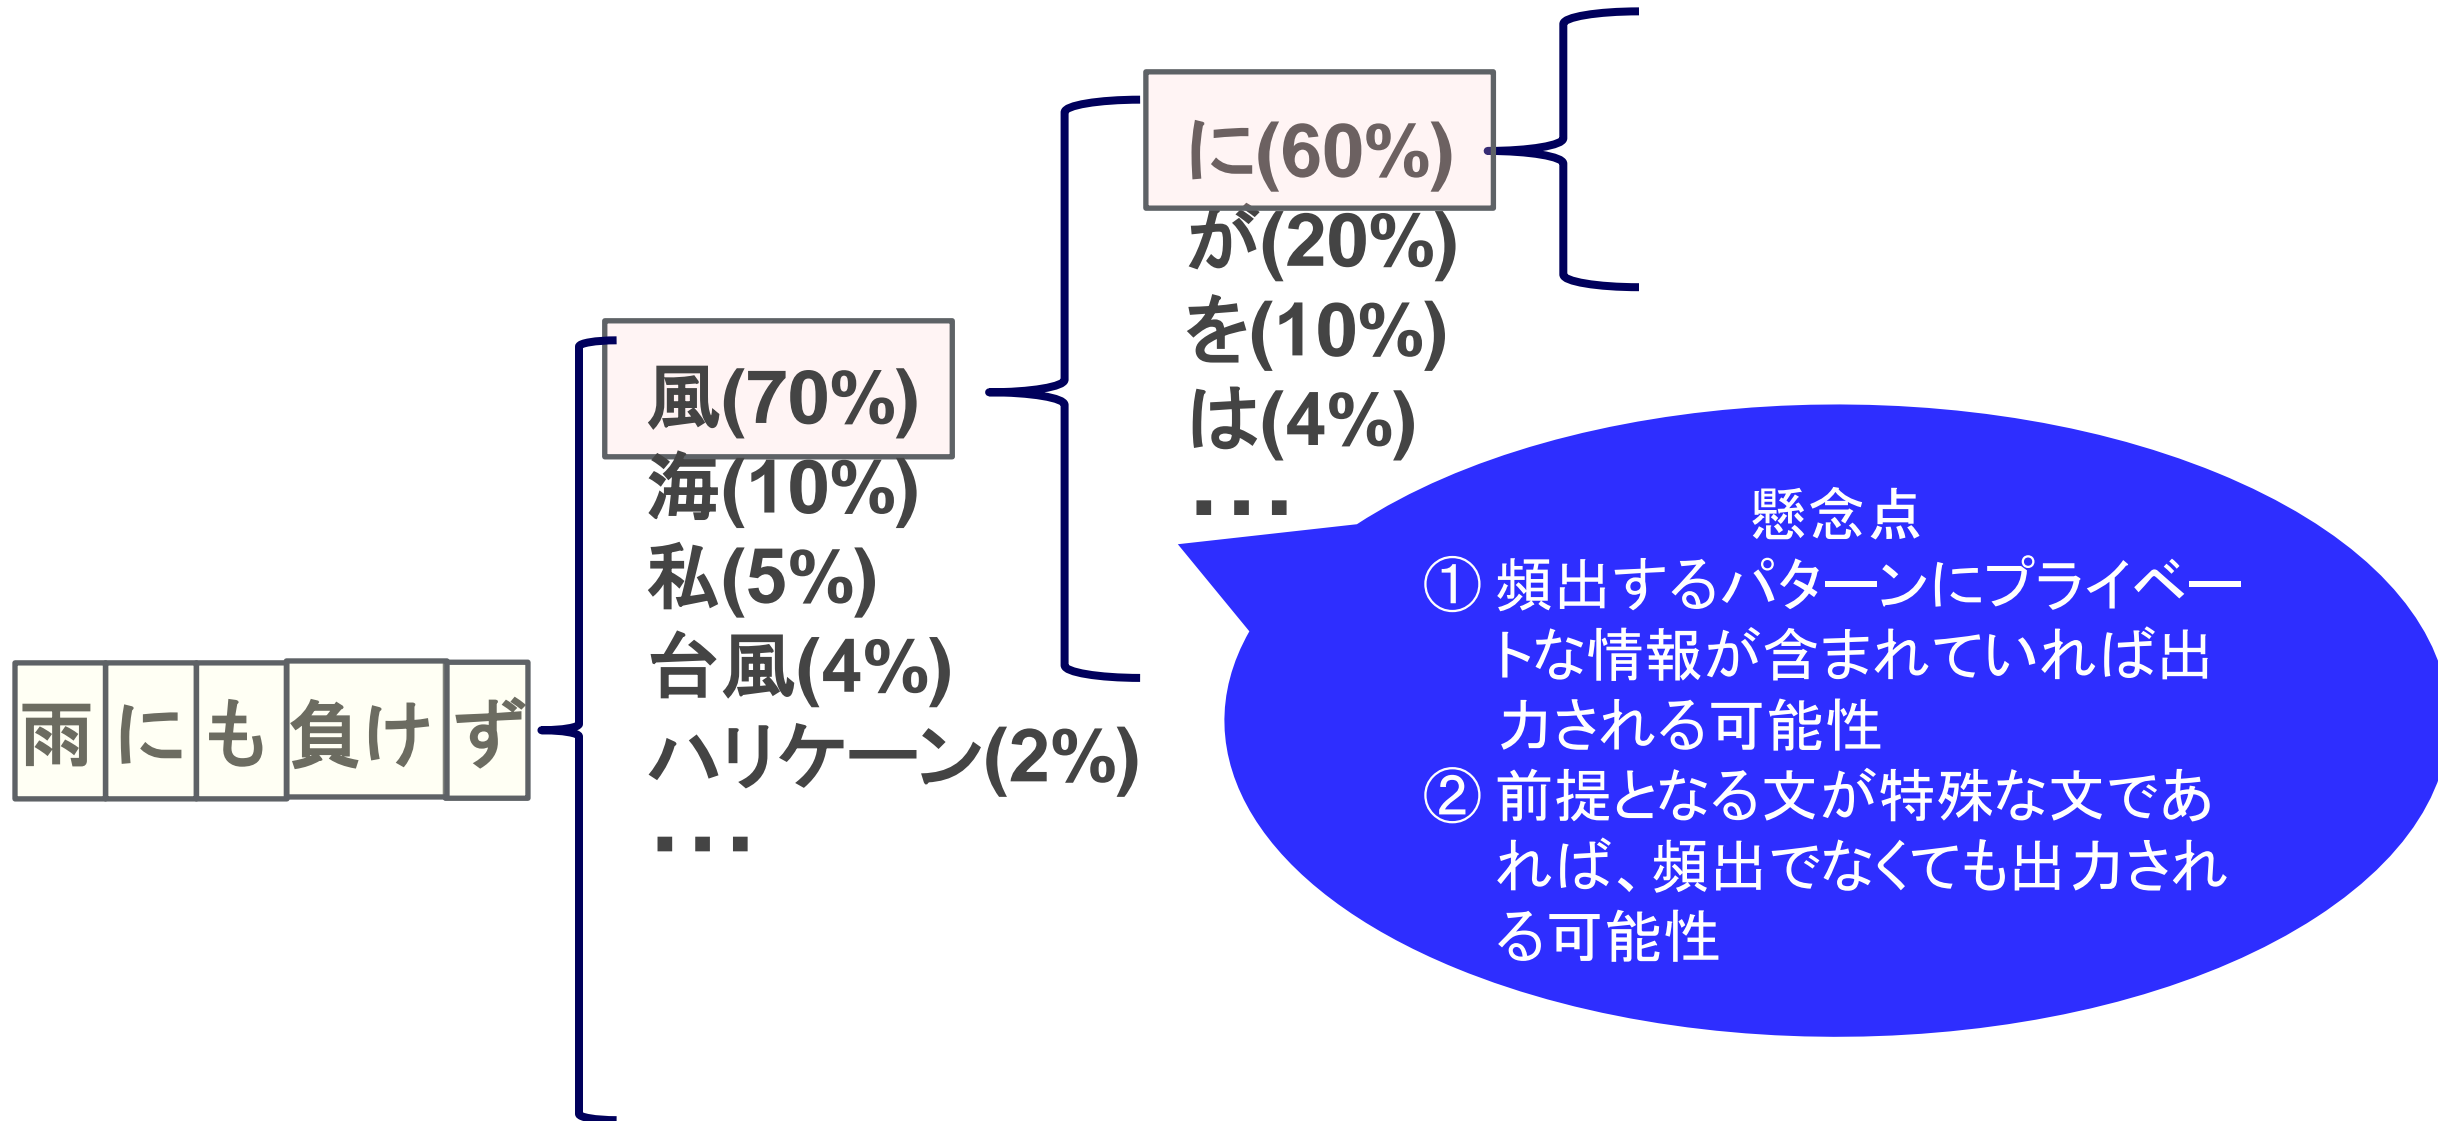 雨にも負けず
風(70%)
海(10%)
私(5%)
台風(4%)
ハリケーン(2%)
...
に(60%)
が(20%)
を(10%)
は(4%)
...
懸念点
① 頻出するパターンにプライベー
トな情報が含まれていれば出
力される可能性
② 前提となる文が特殊な文であ
れば、頻出でなくても出力され
る可能性